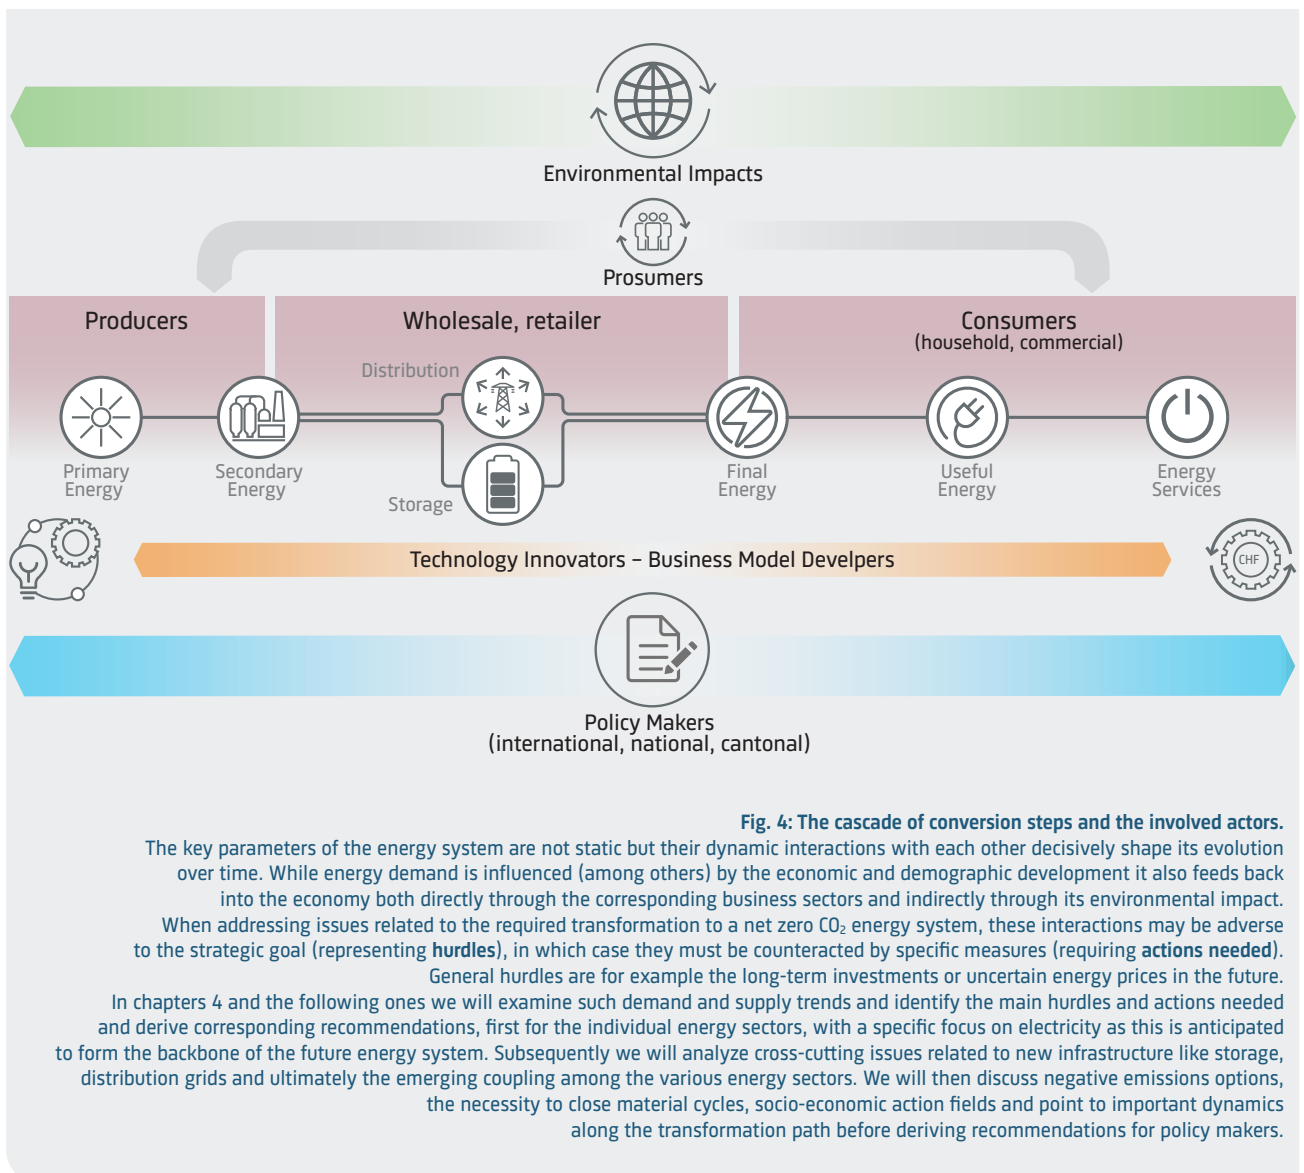 Environmental Impacts
Prosumers
Producers
Wholesale, retailer
Consumers
(household, commercial)
Distribution
Primary
Energy
Secondary
Energy
Storage
Final
Energy
Useful
Energy
Energy
Services
Technology Innovators – Business Model Develpers
CHF
Policy Makers
(international, national, cantonal)
Fig. 4: The cascade of conversion steps and the involved actors.
The key parameters of the energy system are not static but their dynamic interactions with each other decisively shape its evolution
over time. While energy demand is influenced (among others) by the economic and demographic development it also feeds back
into the economy both directly through the corresponding business sectors and indirectly through its environmental impact.
When addressing issues related to the required transformation to a net zero CO₂ energy system, these interactions may be adverse
to the strategic goal (representing hurdles), in which case they must be counteracted by specific measures (requiring actions needed).
General hurdles are for example the long-term investments or uncertain energy prices in the future.
In chapters 4 and the following ones we will examine such demand and supply trends and identify the main hurdles and actions needed
and derive corresponding recommendations, first for the individual energy sectors, with a specific focus on electricity as this is anticipated
to form the backbone of the future energy system. Subsequently we will analyze cross-cutting issues related to new infrastructure like storage,
distribution grids and ultimately the emerging coupling among the various energy sectors. We will then discuss negative emissions options,
the necessity to close material cycles, socio-economic action fields and point to important dynamics
along the transformation path before deriving recommendations for policy makers.